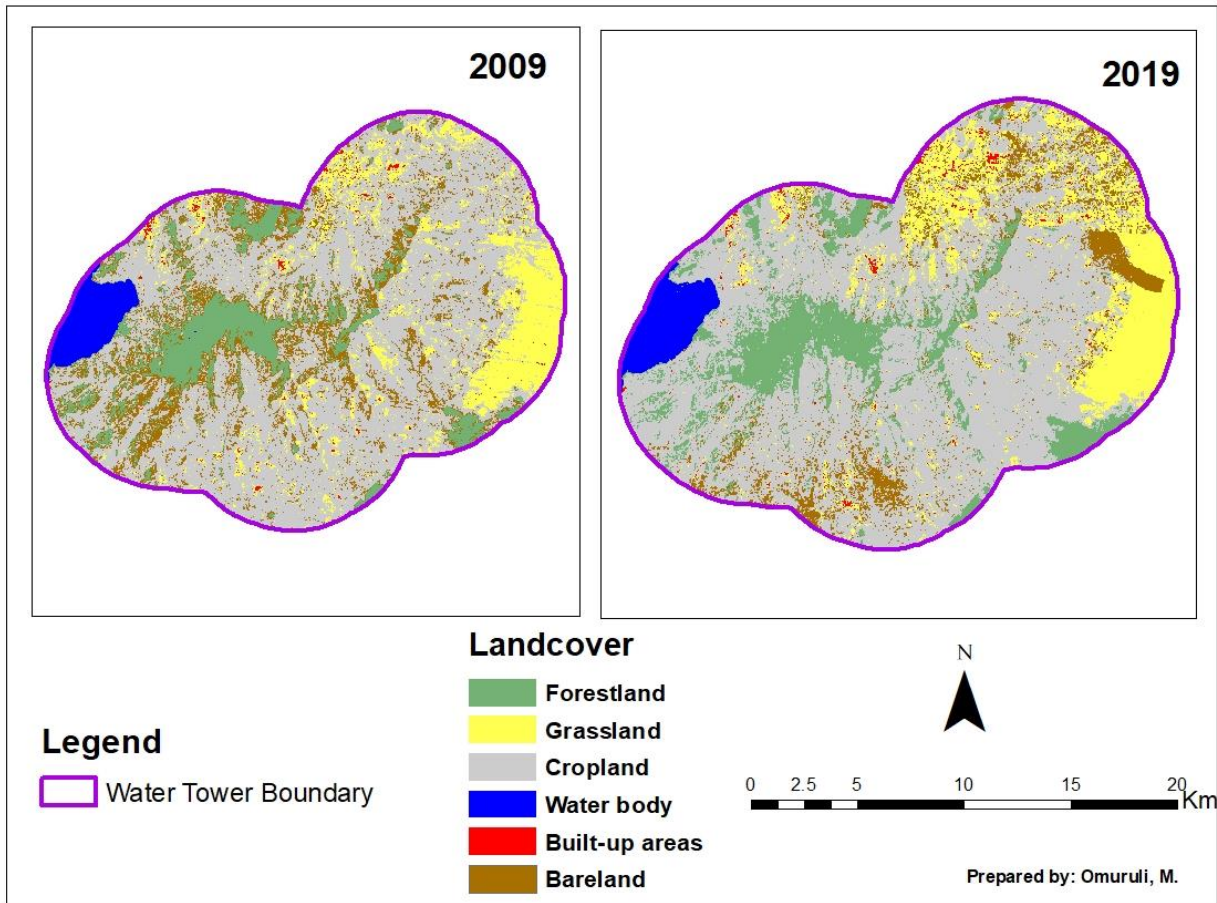 2009
2019
Landcover
Forestland
Grassland
Cropland
Water body
Built-up areas
Bareland
Legend
Water Tower Boundary
N
0 2.5 5 10 15 20
Km
Prepared by: Omuruli, M.